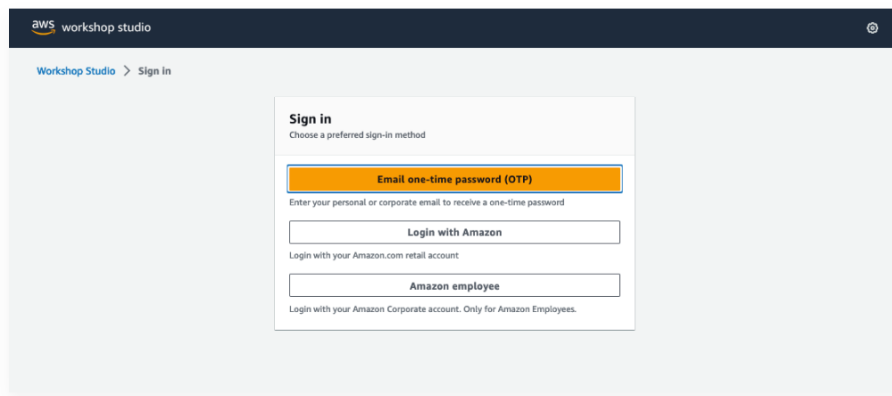 aws workshop studio
Workshop Studio > Sign in
Sign in
Choose a preferred sign-in method
Email one-time password (OTP)
Enter your personal or corporate email to receive a one-time password
Login with Amazon
Login with your Amazon.com retail account
Amazon employee
Login with your Amazon Corporate account. Only for Amazon Employees.